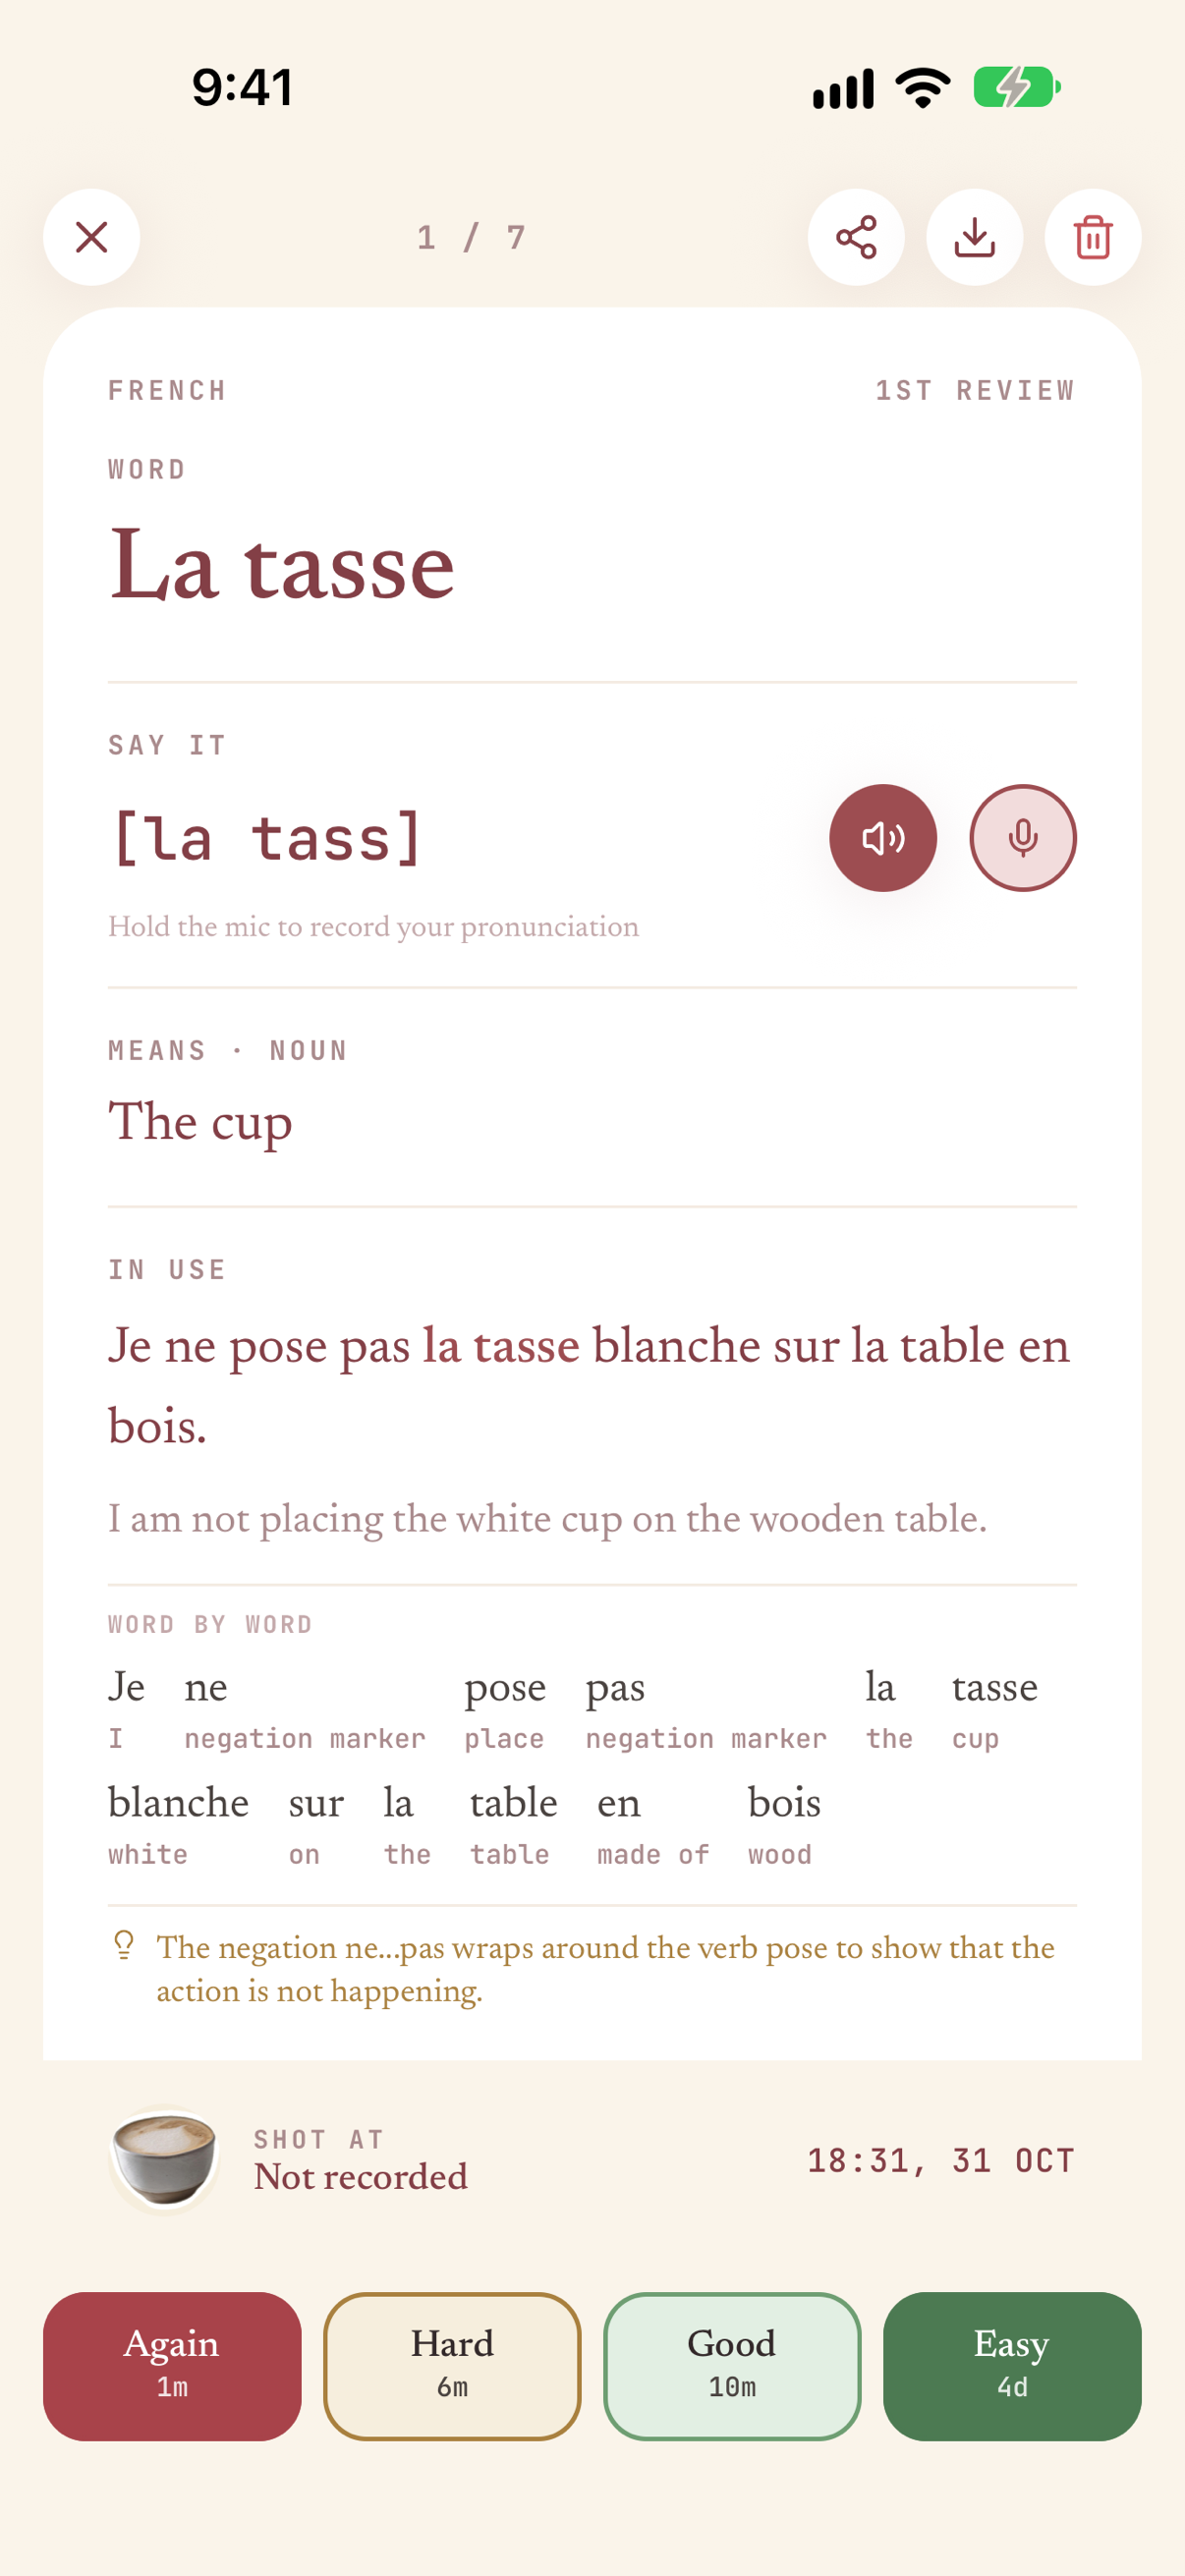 9:41
1 / 7
FRENCH
1ST REVIEW
WORD
La tasse
SAY IT
[la tass]
Hold the mic to record your pronunciation
MEANS · NOUN
The cup
IN USE
Je ne pose pas la tasse blanche sur la table en
bois.
I am not placing the white cup on the wooden table.
WORD BY WORD
Je ne pose pas la tasse
I negation marker place negation marker the cup
blanche sur la table en bois
white on the table made of wood
The negation ne...pas wraps around the verb pose to show that the
action is not happening.
SHOT AT
Not recorded
18:31, 31 OCT
Again Hard Good Easy
1m 6m 10m 4d